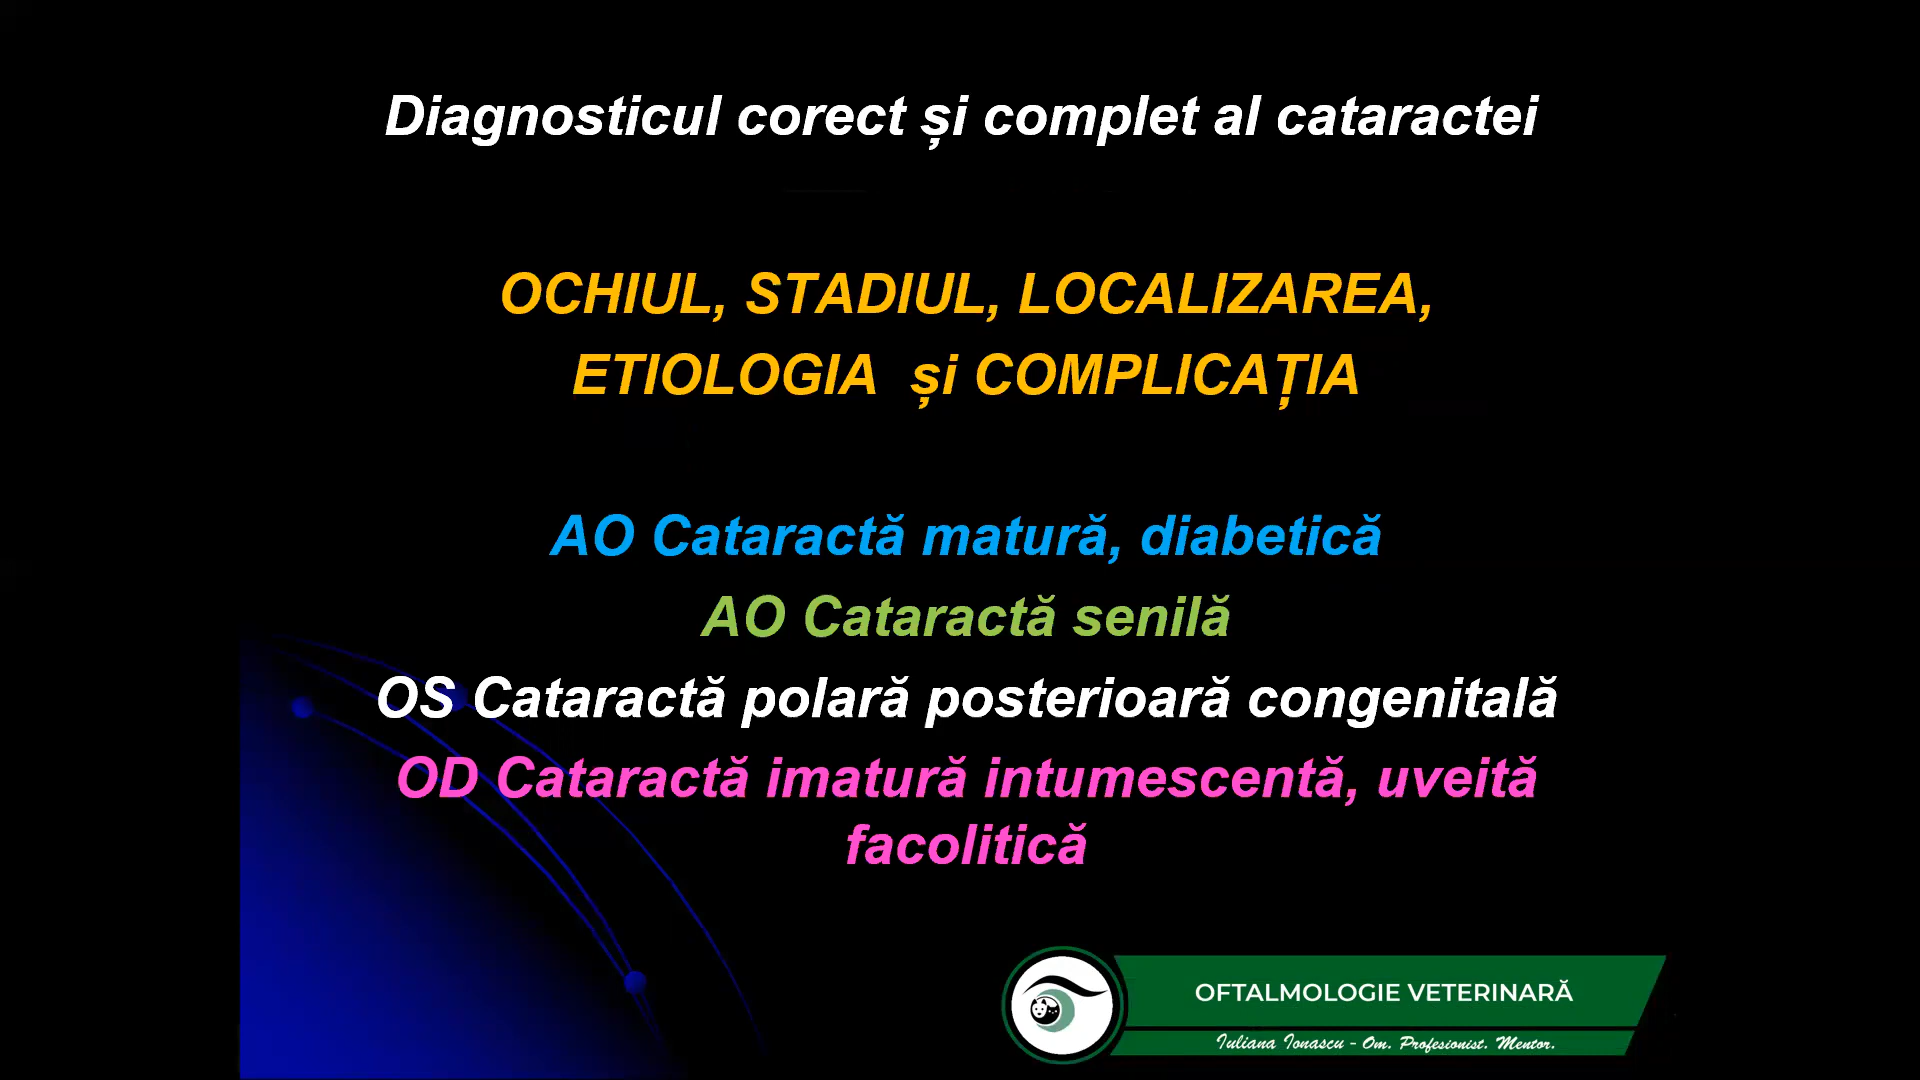 Diagnosticul corect și complet al cataractei
OCHIUL, STADIUL, LOCALIZAREA,
ETIOLOGIA și COMPLICAȚIA
AO Cataractă matură, diabetică
AO Cataractă senilă
OS Cataractă polară posterioară congenitală
OD Cataractă imatură intumescentă, uveită
facolitică
OFTALMOLOGIE VETERINARĂ
Iuliana Ionascu - Om. Profesionist. Mentor.